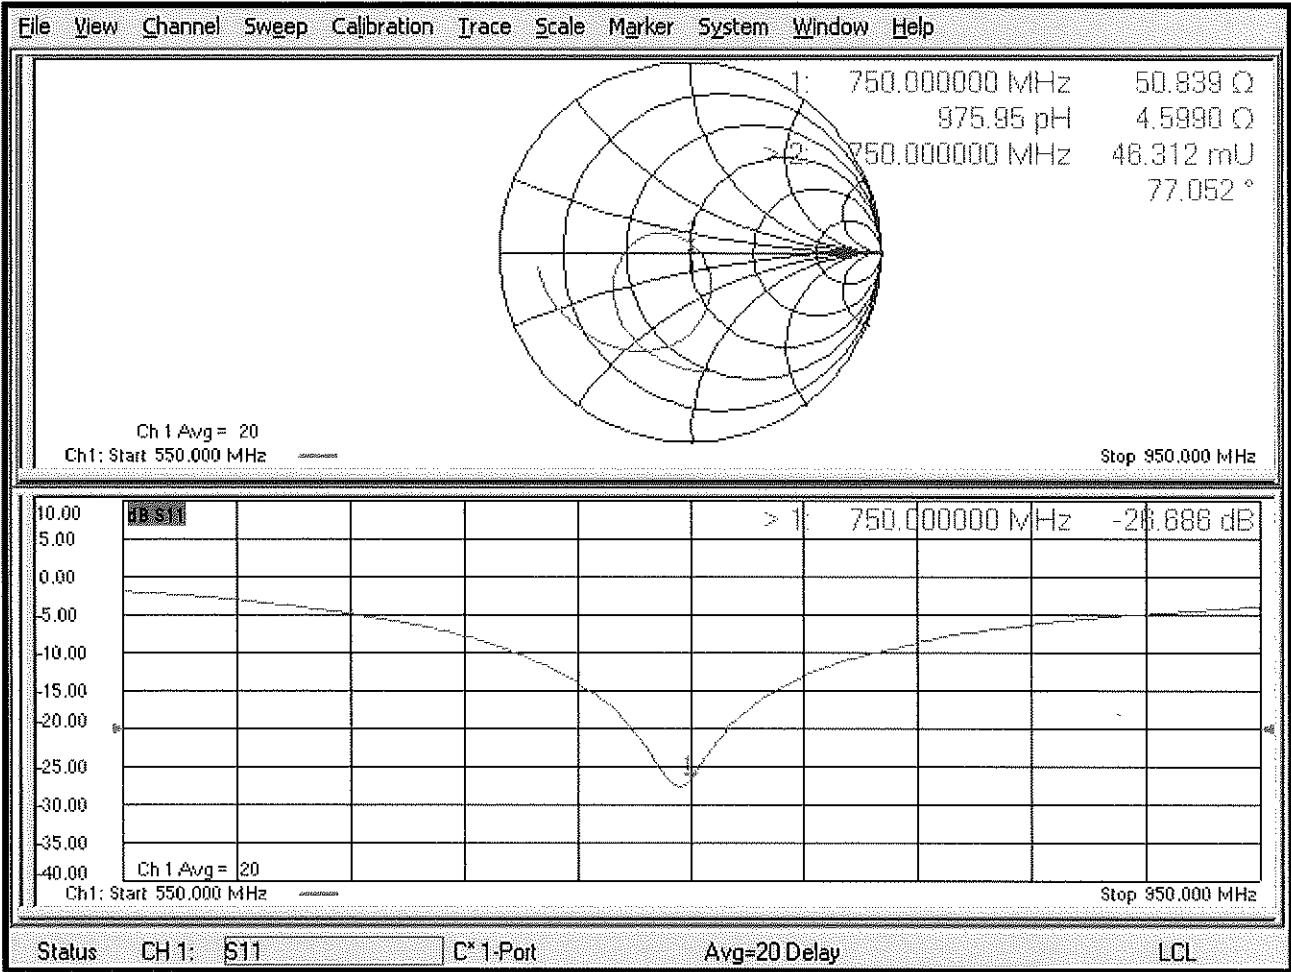 File View Channel Sweep Calibration Trace Scale Marker System Window Help
1: 750.000000 MHz 50.839 Ω
975.95 pH 4.5990 Ω
> 2: 750.000000 MHz 46.312 mU
77.052 °
Ch 1 Avg = 20
Ch1: Start 550.000 MHz Stop 950.000 MHz
10.00 dB S11 > 1: 750.000000 MHz -26.686 dB
5.00
0.00
-5.00
-10.00
-15.00
-20.00
-25.00
1
-30.00
-35.00
-40.00 Ch 1 Avg = 20
Ch1: Start 550.000 MHz Stop 950.000 MHz
Status CH 1: S11 C* 1-Port Avg=20 Delay LCL